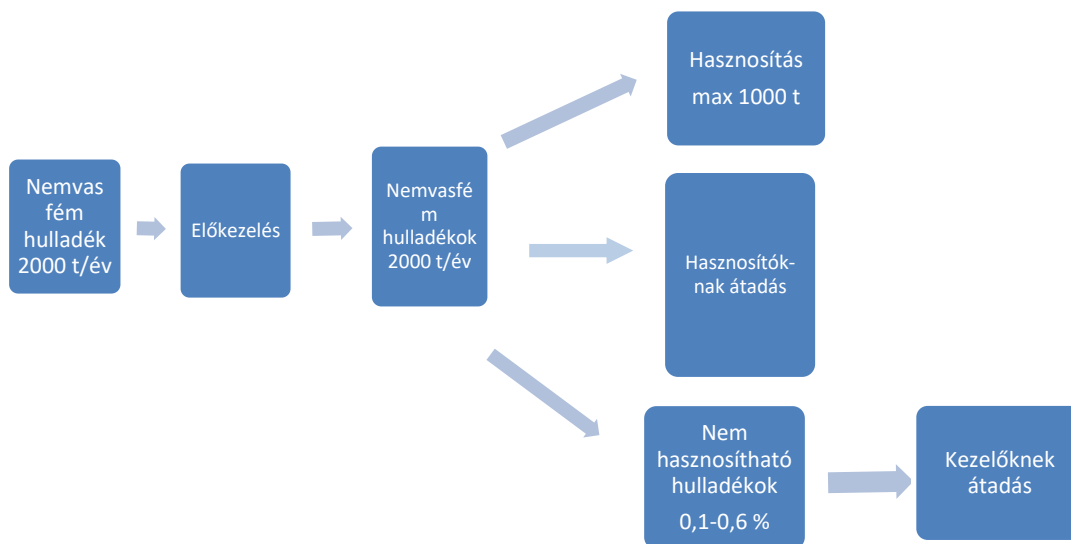 Nemvas
fém
hulladék
2000 t/év
Előkezelés
Nemvasfé
m
hulladékok
2000 t/év
Hasznosítás
max 1000 t
Hasznosítók-
nak átadás
Nem
hasznosítható
hulladékok
0,1-0,6 %
Kezelőknek
átadás